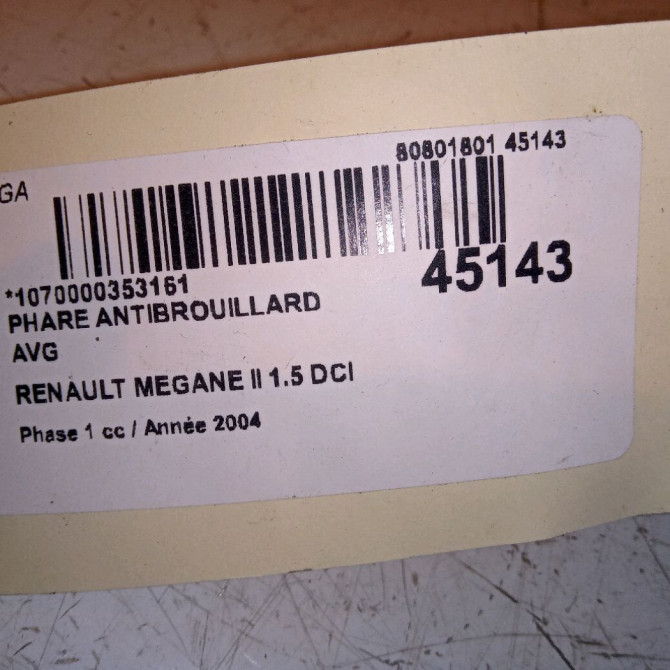 80801801 45143
GA
*1070000353161
45143
PHARE ANTIBROUILLARD
AVG
RENAULT MEGANE II 1.5 DCI
Phase 1 cc / Année 2004